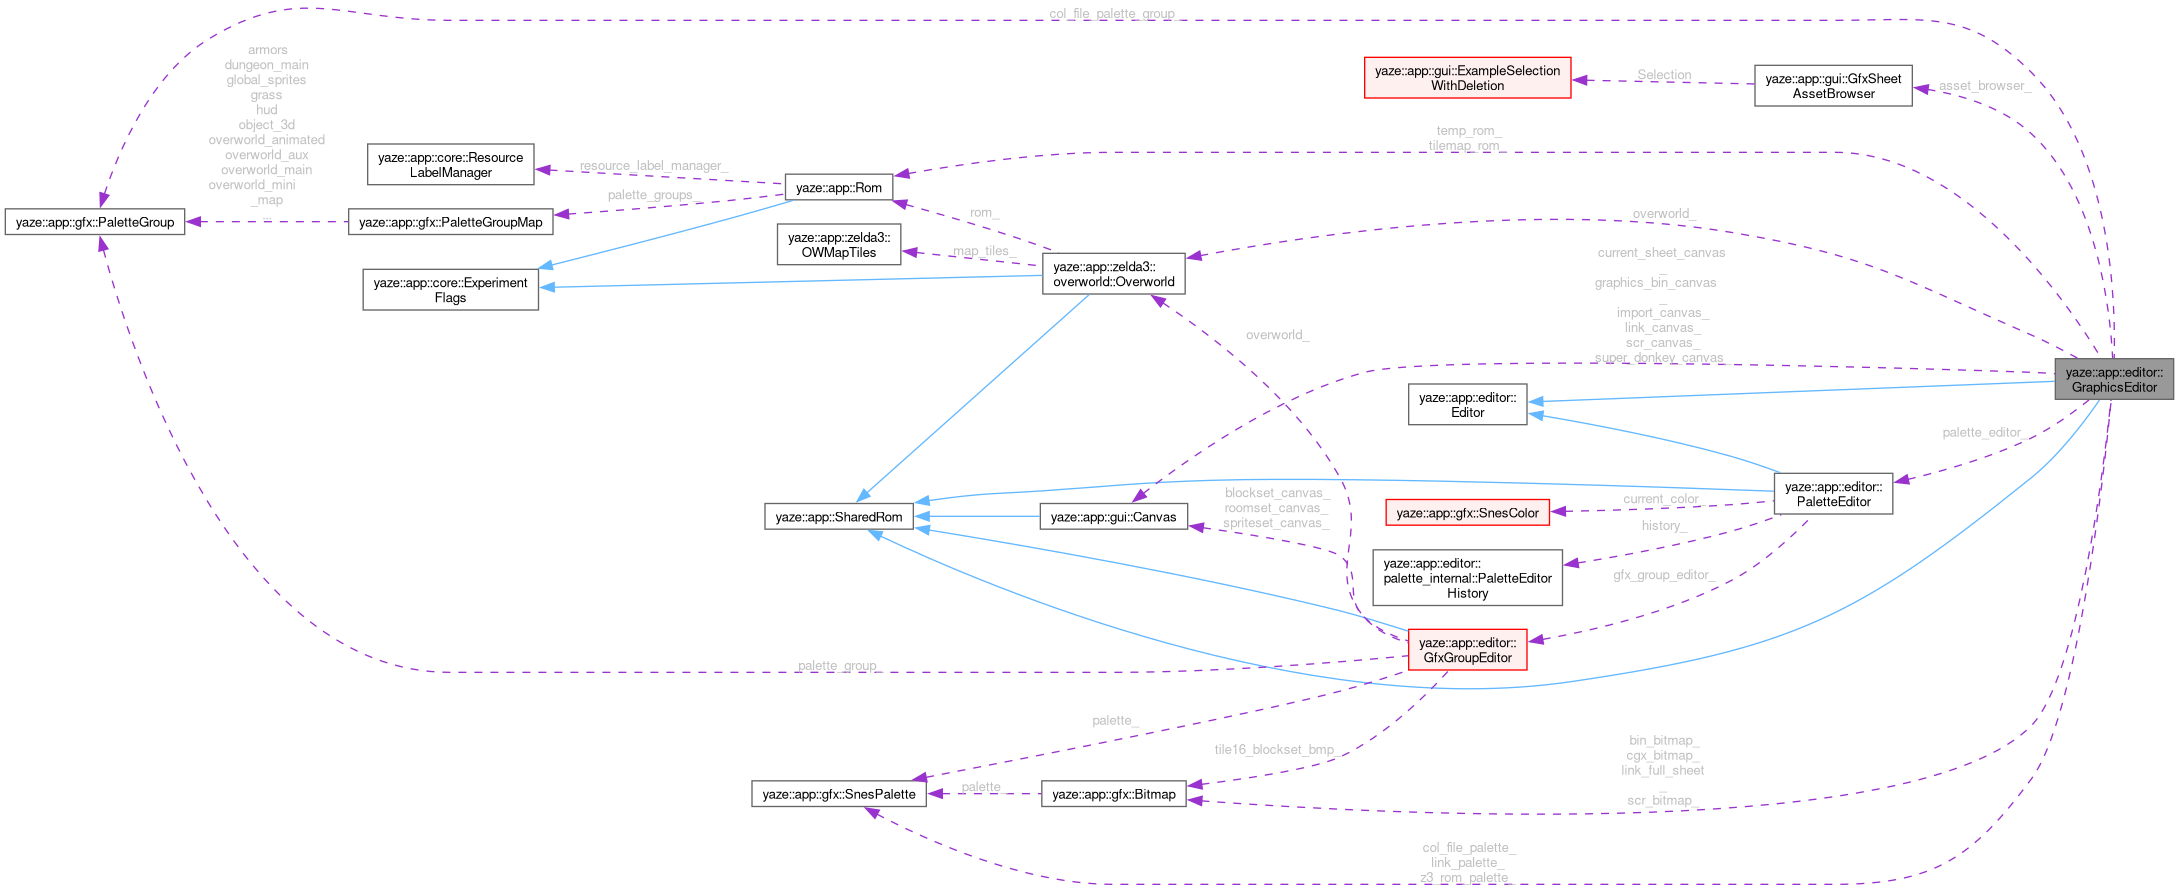 col_file_palette_group_
armors
dungeon_main
global_sprites
grass
hud
object_3d
overworld_animated
overworld_aux
overworld_main
overworld_mini
_map
...
yaze::app::gui::ExampleSelection
WithDeletion
Selection
yaze::app::gui::GfxSheet
AssetBrowser
asset_browser_
temp_rom_
tilemap_rom_
yaze::app::core::Resource
LabelManager
resource_label_manager_
yaze::app::Rom
palette_groups_
yaze::app::gfx::PaletteGroup
yaze::app::gfx::PaletteGroupMap
rom_
overworld_
yaze::app::zelda3::
OWMapTiles
map_tiles_
yaze::app::zelda3::
overworld::Overworld
yaze::app::core::Experiment
Flags
current_sheet_canvas
_
graphics_bin_canvas
_
import_canvas_
link_canvas_
scr_canvas_
super_donkey_canvas_
overworld_
yaze::app::editor::
GraphicsEditor
yaze::app::editor::
Editor
palette_editor_
yaze::app::editor::
PaletteEditor
blockset_canvas_
roomset_canvas_
spriteset_canvas_
current_color_
yaze::app::SharedRom
yaze::app::gui::Canvas
yaze::app::gfx::SnesColor
history_
yaze::app::editor::
palette_internal::PaletteEditor
History
gfx_group_editor_
yaze::app::editor::
GfxGroupEditor
palette_group_
palette_
tile16_blockset_bmp_
bin_bitmap_
cgx_bitmap_
link_full_sheet
_
scr_bitmap_
yaze::app::gfx::SnesPalette
palette_
yaze::app::gfx::Bitmap
col_file_palette_
link_palette_
z3_rom_palette_